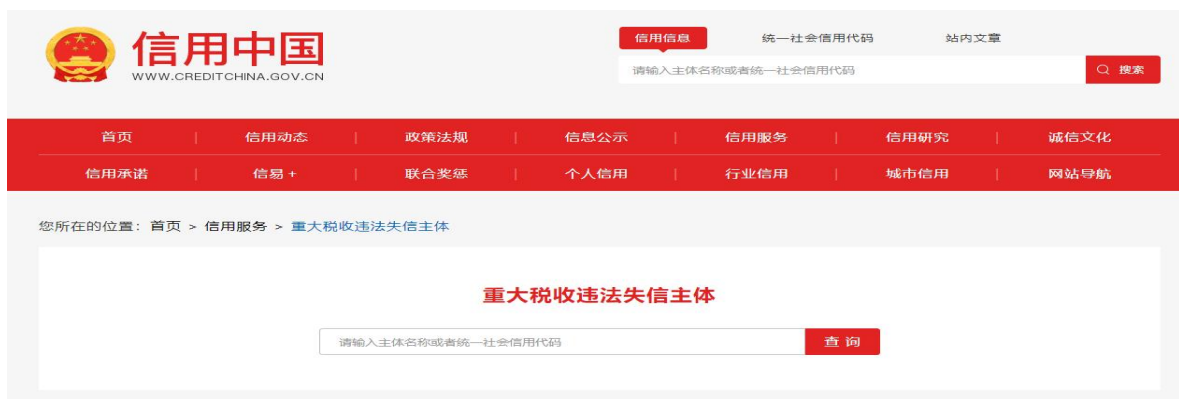 信用中国
WWW.CREDITCHINA.GOV.CN
信用信息 统一社会信用代码 站内文章
请输入主体名称或者统一社会信用代码 搜索
首页 | 信用动态 | 政策法规 | 信息公示 | 信用服务 | 信用研究 | 诚信文化
信用承诺 | 信易+ | 联合奖惩 | 个人信用 | 行业信用 | 城市信用 | 网站导航
您所在的位置：首页 > 信用服务 > 重大税收违法失信主体
重大税收违法失信主体
请输入主体名称或者统一社会信用代码 查询